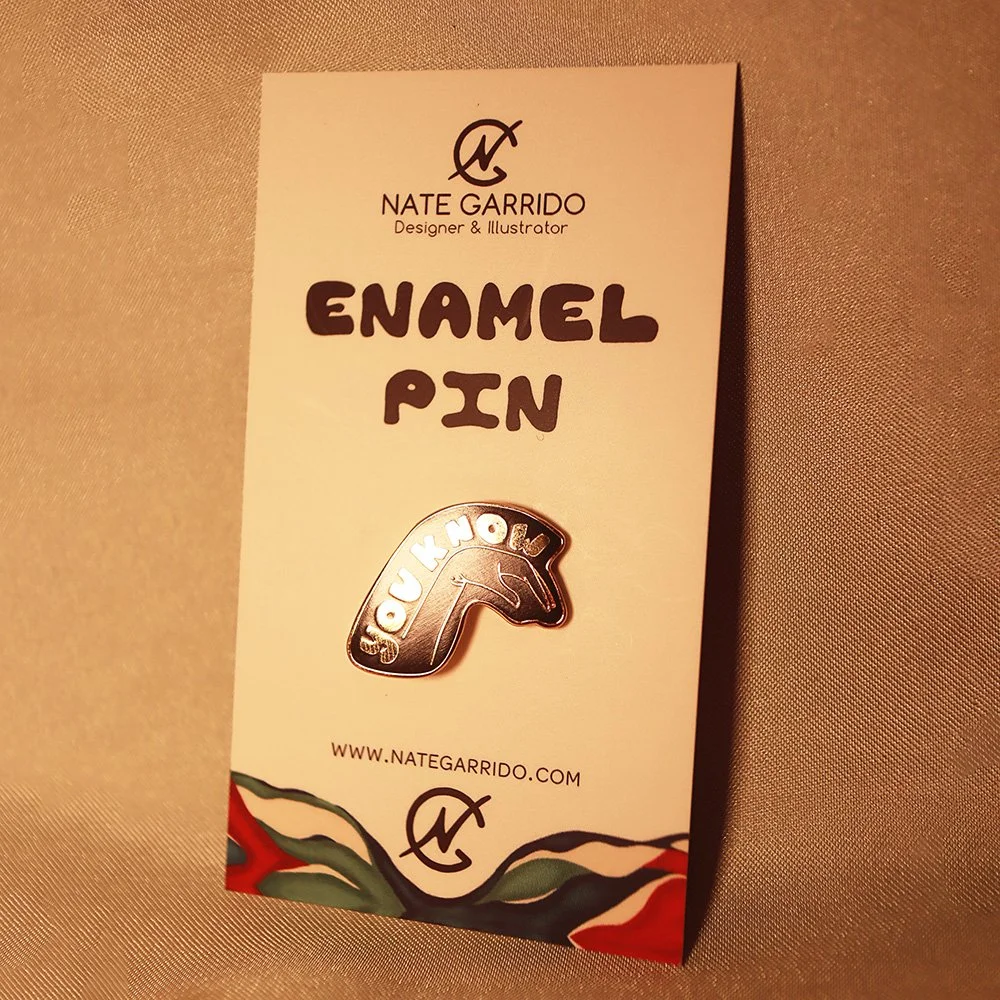 NATE GARRIDO
Designer & Illustrator
ENAMEL
PIN
YOU KNOW
WWW.NATEGARRIDO.COM